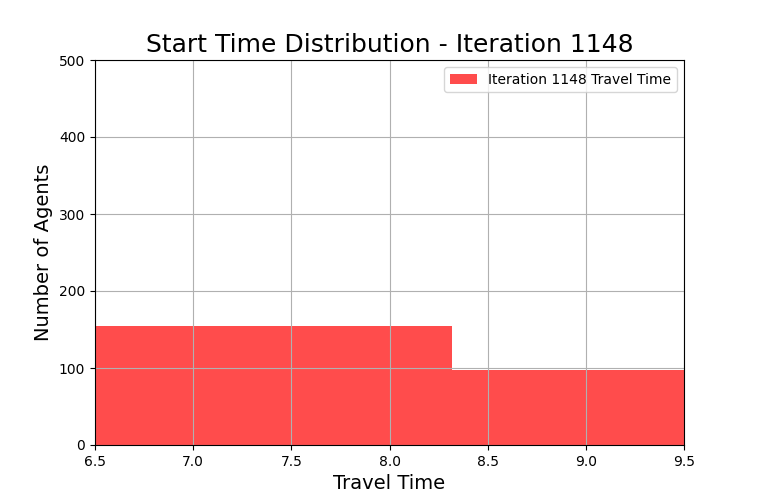 Start Time Distribution - Iteration 1148
Iteration 1148 Travel Time
Number of Agents
500
400
300
200
100
0
6.5 7.0 7.5 8.0 8.5 9.0 9.5
Travel Time